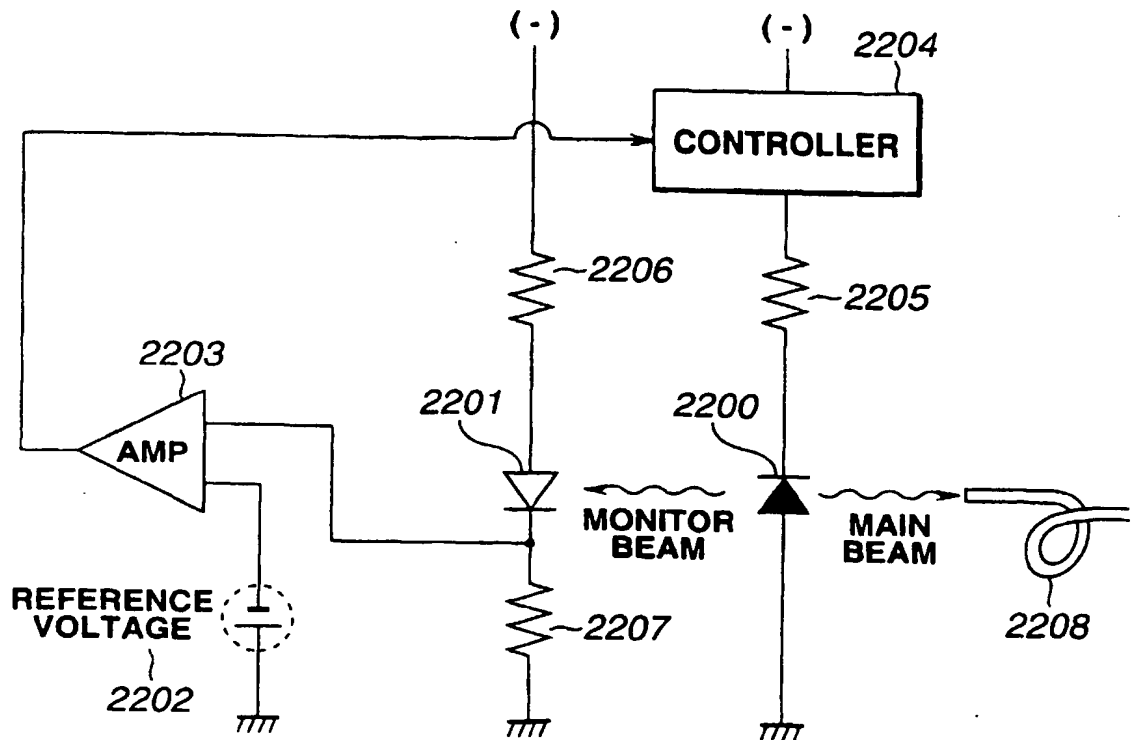 (-)
(-)
2204
CONTROLLER
2206
2205
2203
AMP
2201
2200
MONITOR
BEAM
MAIN
BEAM
REFERENCE
VOLTAGE
2202
2207
2208